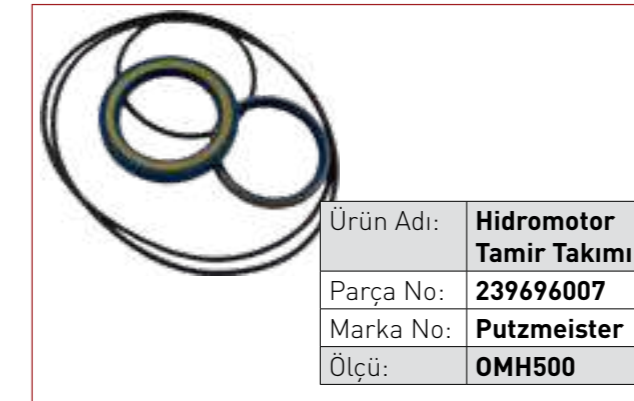 Ürün Adı: Hidromotor
Tamir Takımı
Parça No: 239696007
Marka No: Putzmeister
Ölçü: OMH500